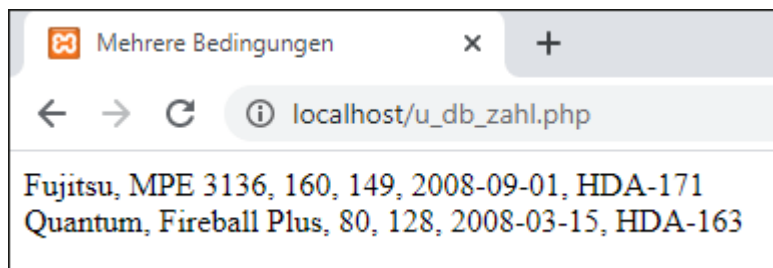 Mehrere Bedingungen
localhost/u_db_zahl.php
Fujitsu, MPE 3136, 160, 149, 2008-09-01, HDA-171
Quantum, Fireball Plus, 80, 128, 2008-03-15, HDA-163